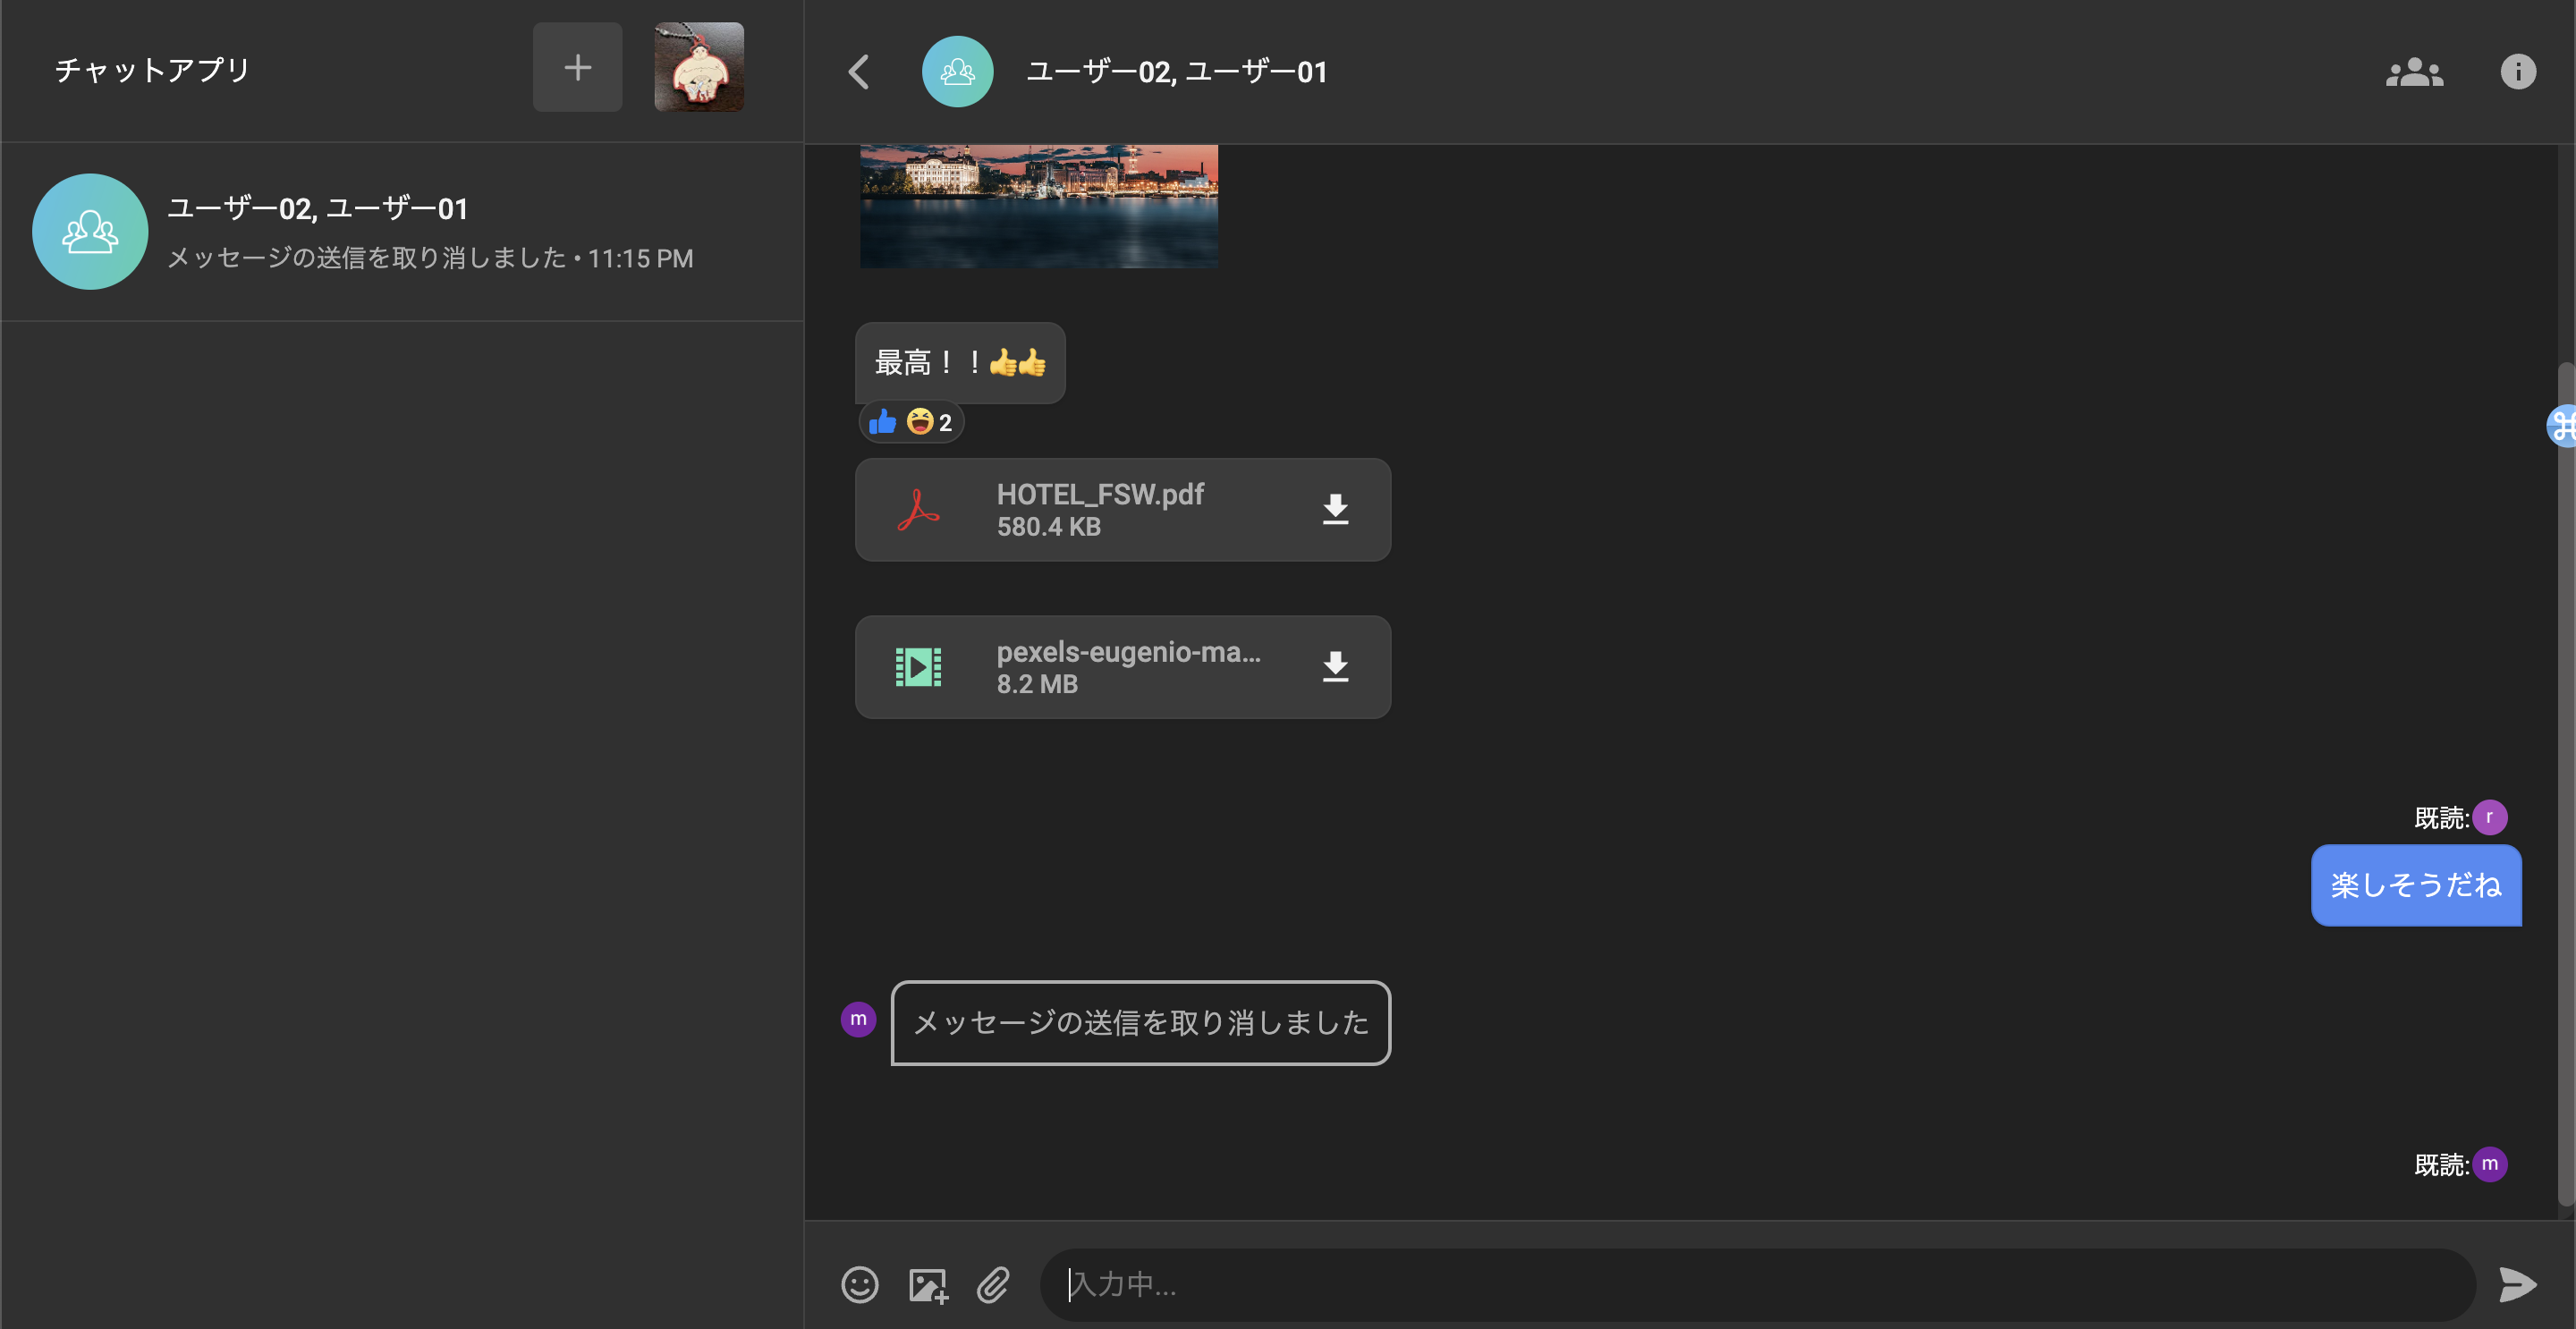 チャットアプリ
ユーザー02, ユーザー01
メッセージの送信を取り消しました • 11:15 PM
ユーザー02, ユーザー01
最高！！👍👍
2
HOTEL_FSW.pdf
580.4 KB
pexels-eugenio-ma...
8.2 MB
既読: r
楽しそうだね
m
メッセージの送信を取り消しました
既読: m
入力中...